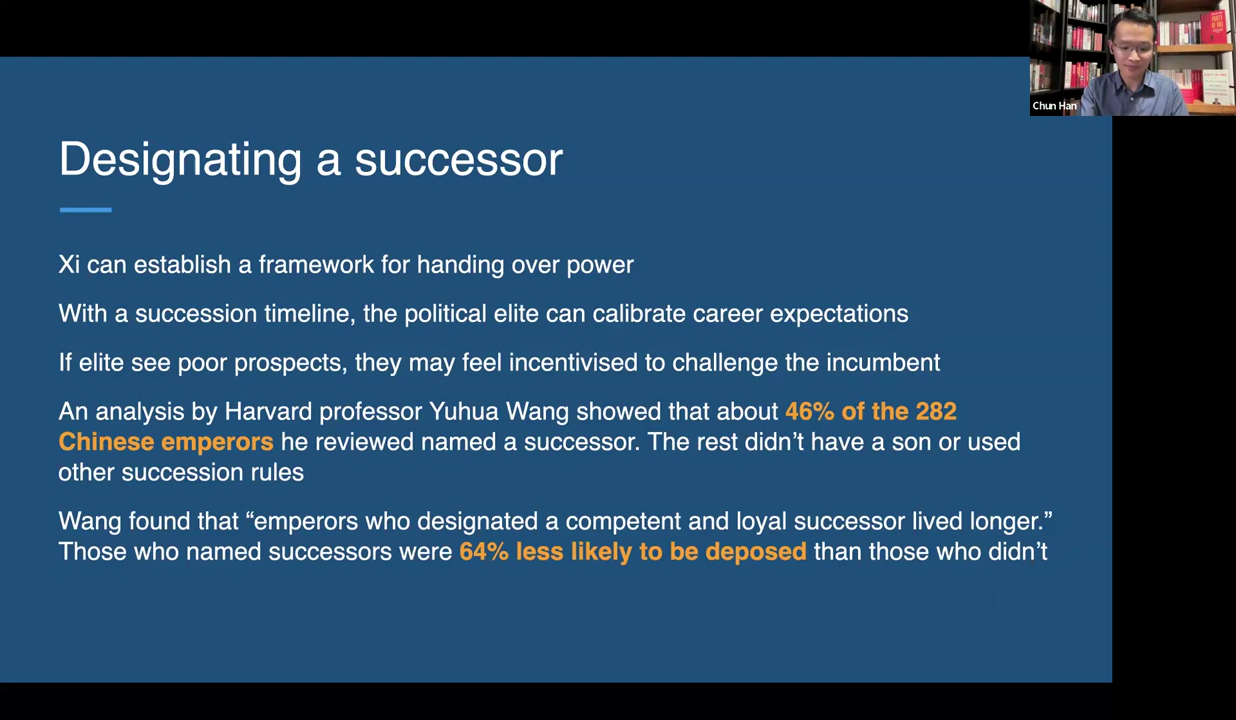 Chun Han
Designating a successor
Xi can establish a framework for handing over power
With a succession timeline, the political elite can calibrate career expectations
If elite see poor prospects, they may feel incentivised to challenge the incumbent
An analysis by Harvard professor Yuhua Wang showed that about 46% of the 282
Chinese emperors he reviewed named a successor. The rest didn’t have a son or used
other succession rules
Wang found that “emperors who designated a competent and loyal successor lived longer.”
Those who named successors were 64% less likely to be deposed than those who didn’t